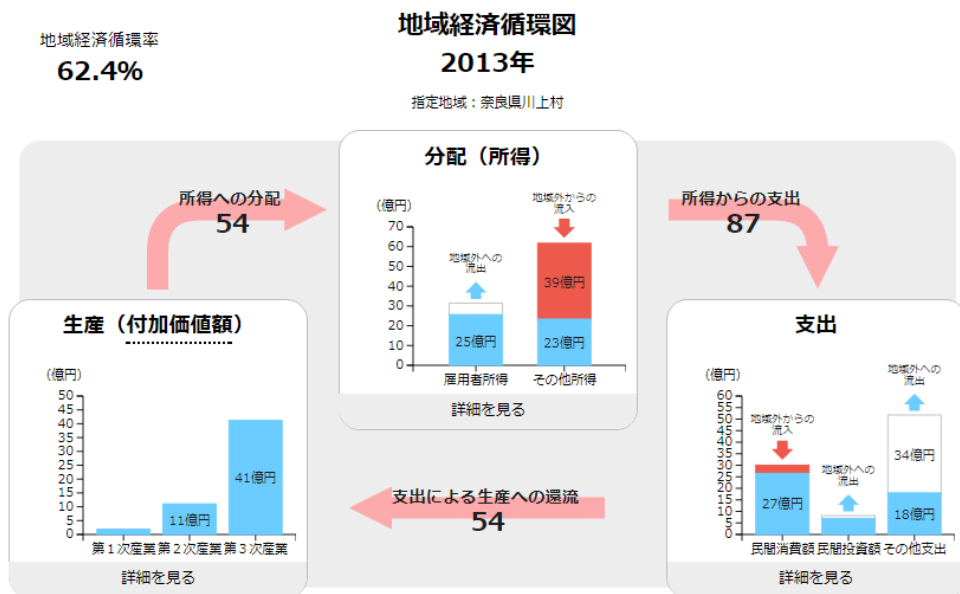 地域経済循環率
62.4%
地域経済循環図
2013年
指定地域：奈良県川上村
所得への分配
54
分配（所得）
（億円）
70
60
50
40
30
20
10
0
地域外への
流出
地域外からの
流入
39億円
25億円
23億円
雇用者所得
その他所得
詳細を見る
所得からの支出
87
生産（付加価値額）
（億円）
50
45
40
35
30
25
20
15
10
5
0
41億円
11億円
第１次産業
第２次産業
第３次産業
詳細を見る
支出による生産への還流
54
支出
（億円）
60
55
50
45
40
35
30
25
20
15
10
5
0
地域外からの
流入
地域外への
流出
地域外への
流出
27億円
34億円
18億円
民間消費額
民間投資額
その他支出
詳細を見る